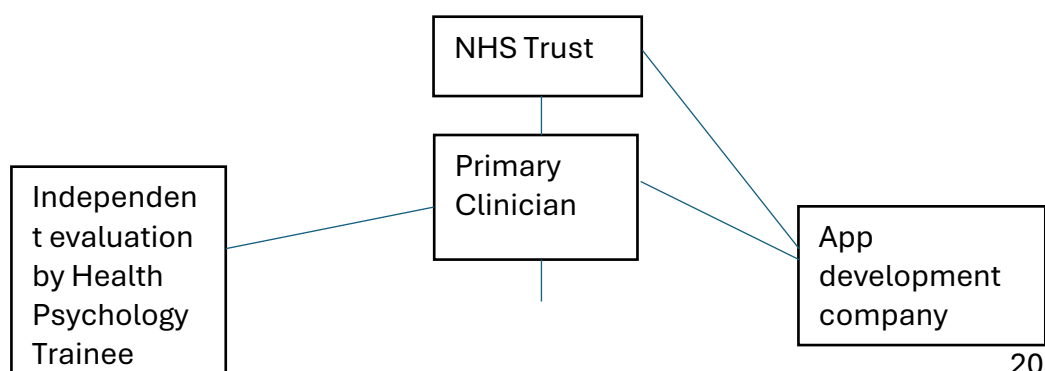 NHS Trust
Primary
Clinician
Independen
t evaluation
by Health
Psychology
Trainee
App
development
company
20